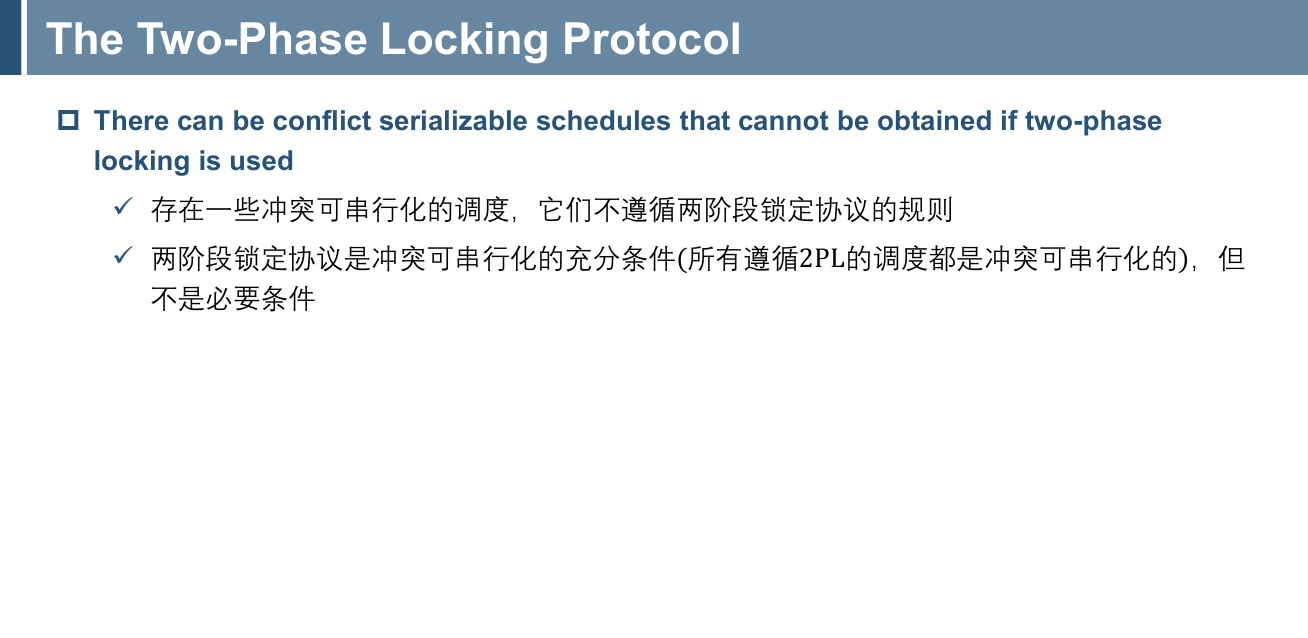 The Two-Phase Locking Protocol
There can be conflict serializable schedules that cannot be obtained if two-phase
locking is used
存在一些冲突可串行化的调度，它们不遵循两阶段锁定协议的规则
两阶段锁定协议是冲突可串行化的充分条件(所有遵循2PL的调度都是冲突可串行化的)，但
不是必要条件